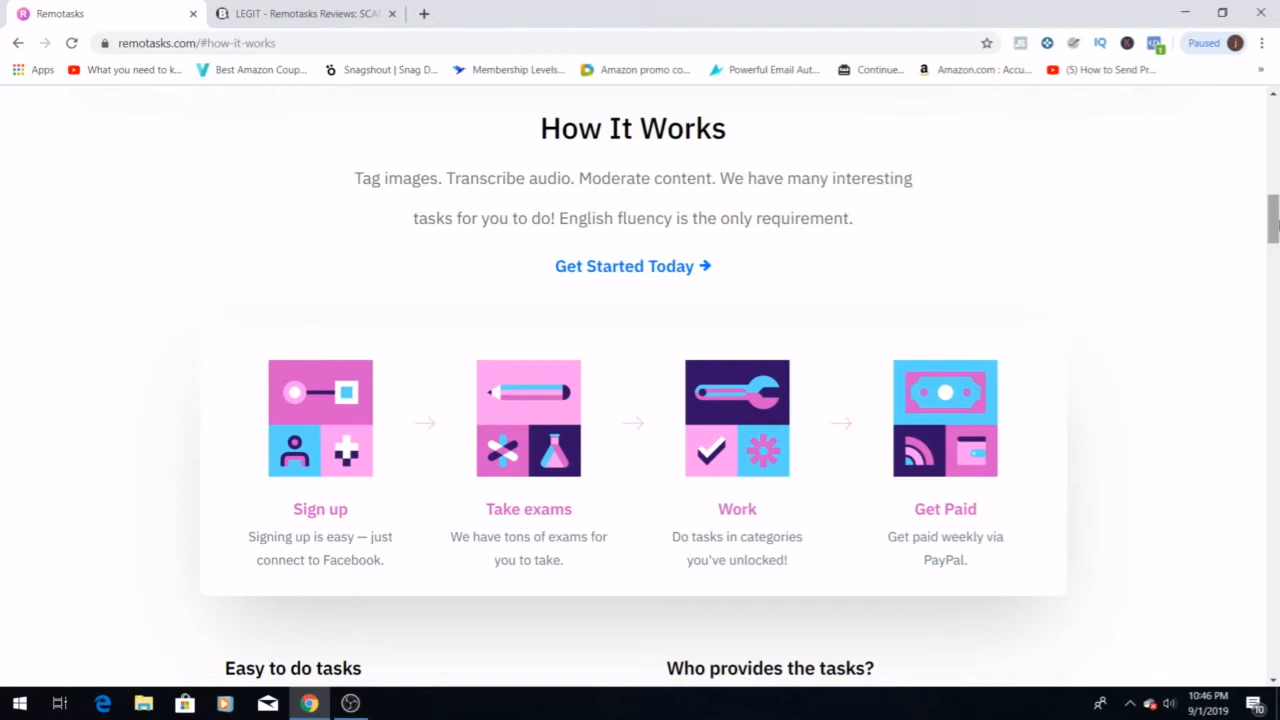 Remotasks
LEGIT - Remotasks Reviews: SCA
remotasks.com/#how-it-works
IQ
Paused
Apps
What you need to k...
Best Amazon Coup...
Snagshout | Snag D...
Membership Levels...
Amazon promo co...
Powerful Email Aut...
Continue...
Amazon.com : Accu...
(5) How to Send Pr...
How It Works
Tag images. Transcribe audio. Moderate content. We have many interesting
tasks for you to do! English fluency is the only requirement.
Get Started Today
Sign up
Signing up is easy — just
connect to Facebook.
Take exams
We have tons of exams for
you to take.
Work
Do tasks in categories
you've unlocked!
Get Paid
Get paid weekly via
PayPal.
Easy to do tasks
Who provides the tasks?
10:46 PM
9/1/2019
10